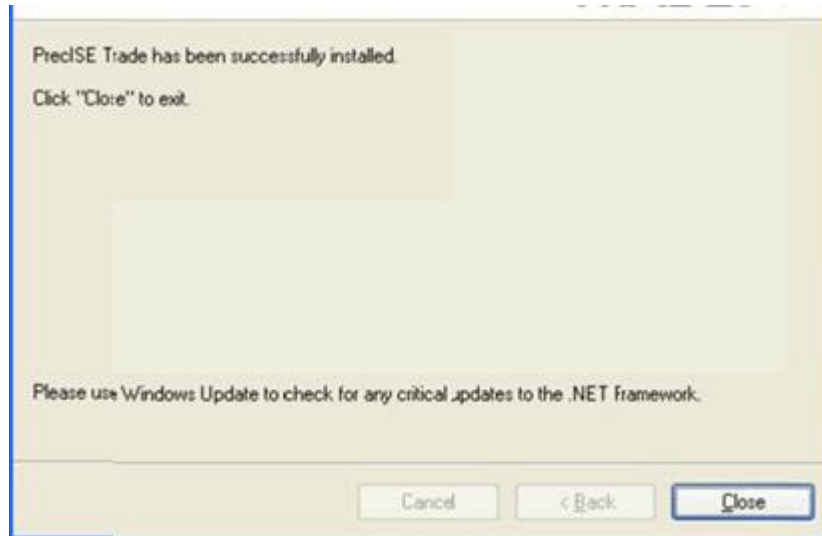 PrecISE Trade has been successfully installed.
Click "Close" to exit.
Please use Windows Update to check for any critical updates to the .NET Framework.
Cancel
< Back
Close